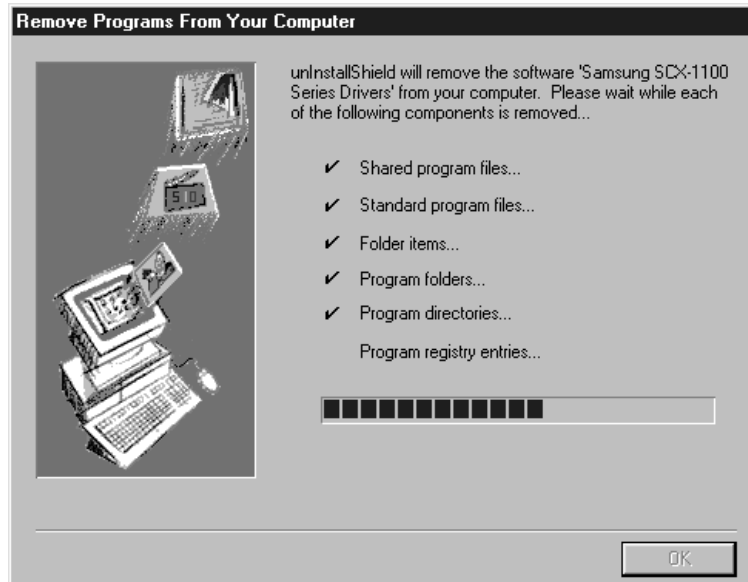 Remove Programs From Your Computer
unInstallShield will remove the software 'Samsung SCX-1100
Series Drivers' from your computer.  Please wait while each
of the following components is removed...
✔ Shared program files...
✔ Standard program files...
✔ Folder items...
✔ Program folders...
✔ Program directories...
Program registry entries...
OK